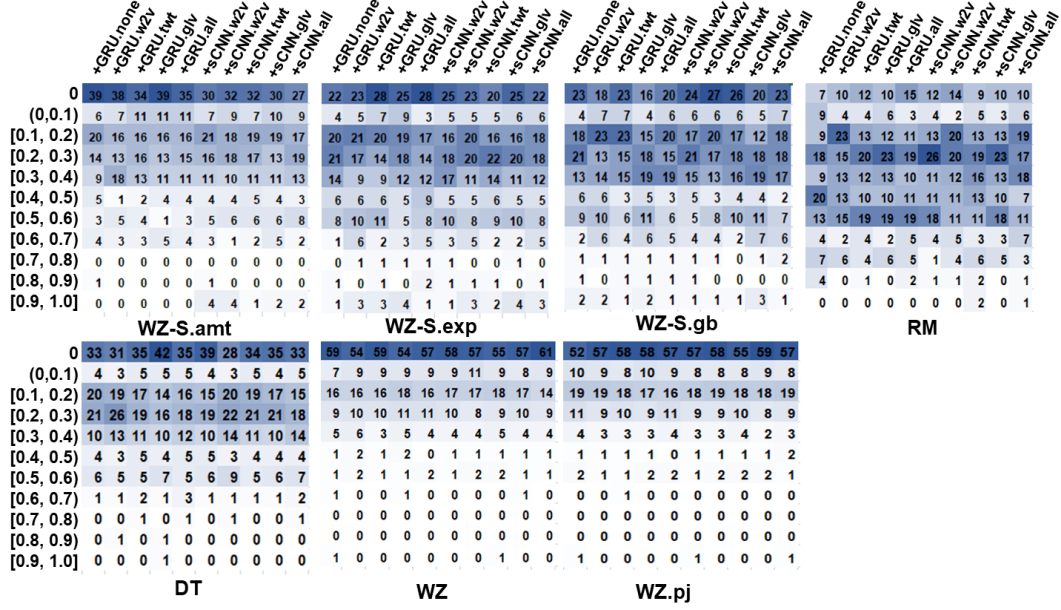 +GRU.none +GRU.w2v +GRU.twt +GRU.glv +GRU.all +sCNN.w2v +sCNN.w2v +sCNN.twt +sCNN.glv +sCNN.all +GRU.none +GRU.w2v +GRU.twt +GRU.glv +GRU.all +sCNN.w2v +sCNN.w2v +sCNN.twt +sCNN.glv +sCNN.all +GRU.none +GRU.w2v +GRU.twt +GRU.glv +GRU.all +sCNN.w2v +sCNN.w2v +sCNN.twt +sCNN.glv +sCNN.all +GRU.none +GRU.w2v +GRU.twt +GRU.glv +GRU.all +sCNN.w2v +sCNN.w2v +sCNN.twt +sCNN.glv +sCNN.all
0 39 38 34 39 35 30 32 32 30 27 22 23 28 25 28 25 23 20 25 22 23 18 23 16 20 24 27 26 20 23 7 10 12 10 15 12 14 9 10 10
(0,0.1) 6 7 11 11 11 7 9 7 10 9 4 5 7 9 3 5 5 5 6 6 4 7 7 6 4 2 5 5 6 6 9 4 4 6 3 4 2 5 3 6
[0.1, 0.2) 20 16 16 16 16 21 18 19 19 17 20 21 20 19 17 16 20 16 16 18 18 23 23 15 20 17 20 17 12 18 9 23 13 12 11 13 20 13 13 19
[0.2, 0.3) 14 13 16 13 15 16 18 17 13 19 21 17 14 18 14 18 20 22 20 18 21 13 15 18 15 21 17 18 18 18 18 15 20 23 19 26 20 19 23 17
[0.3, 0.4) 9 18 13 11 11 11 10 11 11 13 14 9 9 12 12 17 11 14 11 12 13 14 15 19 19 15 14 16 19 17 9 13 12 13 10 12 12 16 13 18
[0.4, 0.5) 5 1 2 4 4 4 4 5 4 3 6 6 6 5 9 4 5 6 5 5 6 6 3 5 5 5 3 4 4 2 20 13 9 10 11 8 11 12 10 7
[0.5, 0.6) 3 5 4 1 3 5 6 6 6 8 8 10 11 5 8 10 8 9 10 8 9 10 6 11 6 5 8 10 11 7 13 15 19 19 19 18 11 11 18 11
[0.6, 0.7) 4 3 3 5 4 3 1 2 5 2 1 6 2 3 5 3 5 2 2 5 2 6 4 6 5 4 4 2 7 6 4 2 4 2 5 4 5 3 3 7
[0.7, 0.8) 0 0 0 0 0 0 0 0 0 0 0 0 1 1 1 1 0 0 1 0 0 1 1 1 1 1 1 0 1 2 7 6 4 6 5 1 4 6 5 3
[0.8, 0.9) 1 0 0 0 0 1 0 0 0 0 1 0 1 0 2 1 1 1 0 1 0 1 1 1 1 0 0 0 0 0 4 0 1 0 2 1 1 2 0 1
[0.9, 1.0] 0 0 0 0 0 4 4 1 2 2 1 3 3 4 1 1 3 3 4 3 2 2 1 2 2 1 1 1 3 1 0 0 0 0 0 0 0 2 0 1
WZ-S.amt WZ-S.exp WZ-S.gb RM
0 33 31 35 42 35 39 28 34 35 33 59 54 59 54 57 58 57 55 57 61 52 57 58 58 57 57 58 55 59 57
(0,0.1) 4 3 5 5 5 4 3 5 4 5 7 9 9 9 9 9 11 9 8 9 10 9 8 10 9 8 9 9 8 8
[0.1, 0.2) 20 19 17 14 16 15 20 19 17 15 16 16 16 18 16 17 17 18 17 14 19 19 18 17 16 18 17 19 18 19
[0.2, 0.3) 21 26 19 16 18 19 22 21 21 18 9 10 10 11 11 10 8 9 10 9 11 9 10 9 11 9 9 10 8 9
[0.3, 0.4) 10 13 11 10 12 10 14 11 10 14 5 6 3 5 4 4 4 5 4 4 4 3 3 3 4 3 3 4 2 3
[0.4, 0.5) 4 3 5 4 5 5 4 4 4 4 1 2 1 2 0 1 1 1 1 1 1 1 1 1 0 1 1 1 1 2
[0.5, 0.6) 6 5 5 7 5 6 9 5 6 7 1 2 1 1 2 1 2 2 1 1 2 1 1 2 2 1 2 2 2 1
[0.6, 0.7) 1 1 2 1 3 1 1 1 1 2 1 0 0 1 0 0 0 0 1 0 0 0 1 0 0 0 0 0 0 0
[0.7, 0.8) 0 0 1 0 1 0 1 0 0 1 0 0 0 0 0 0 0 0 0 0 0 0 0 0 0 0 0 0 0 0
[0.8, 0.9) 0 1 0 1 0 0 0 0 0 0 0 0 0 0 0 0 0 0 0 0 0 0 0 0 0 0 0 0 0 0
[0.9, 1.0] 0 0 0 1 0 0 0 0 0 0 1 0 0 0 0 0 0 1 0 0 1 0 0 0 0 1 0 0 0 1
DT WZ WZ.pj